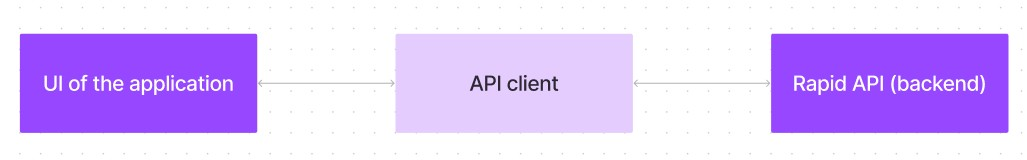 UI of the application
API client
Rapid API (backend)